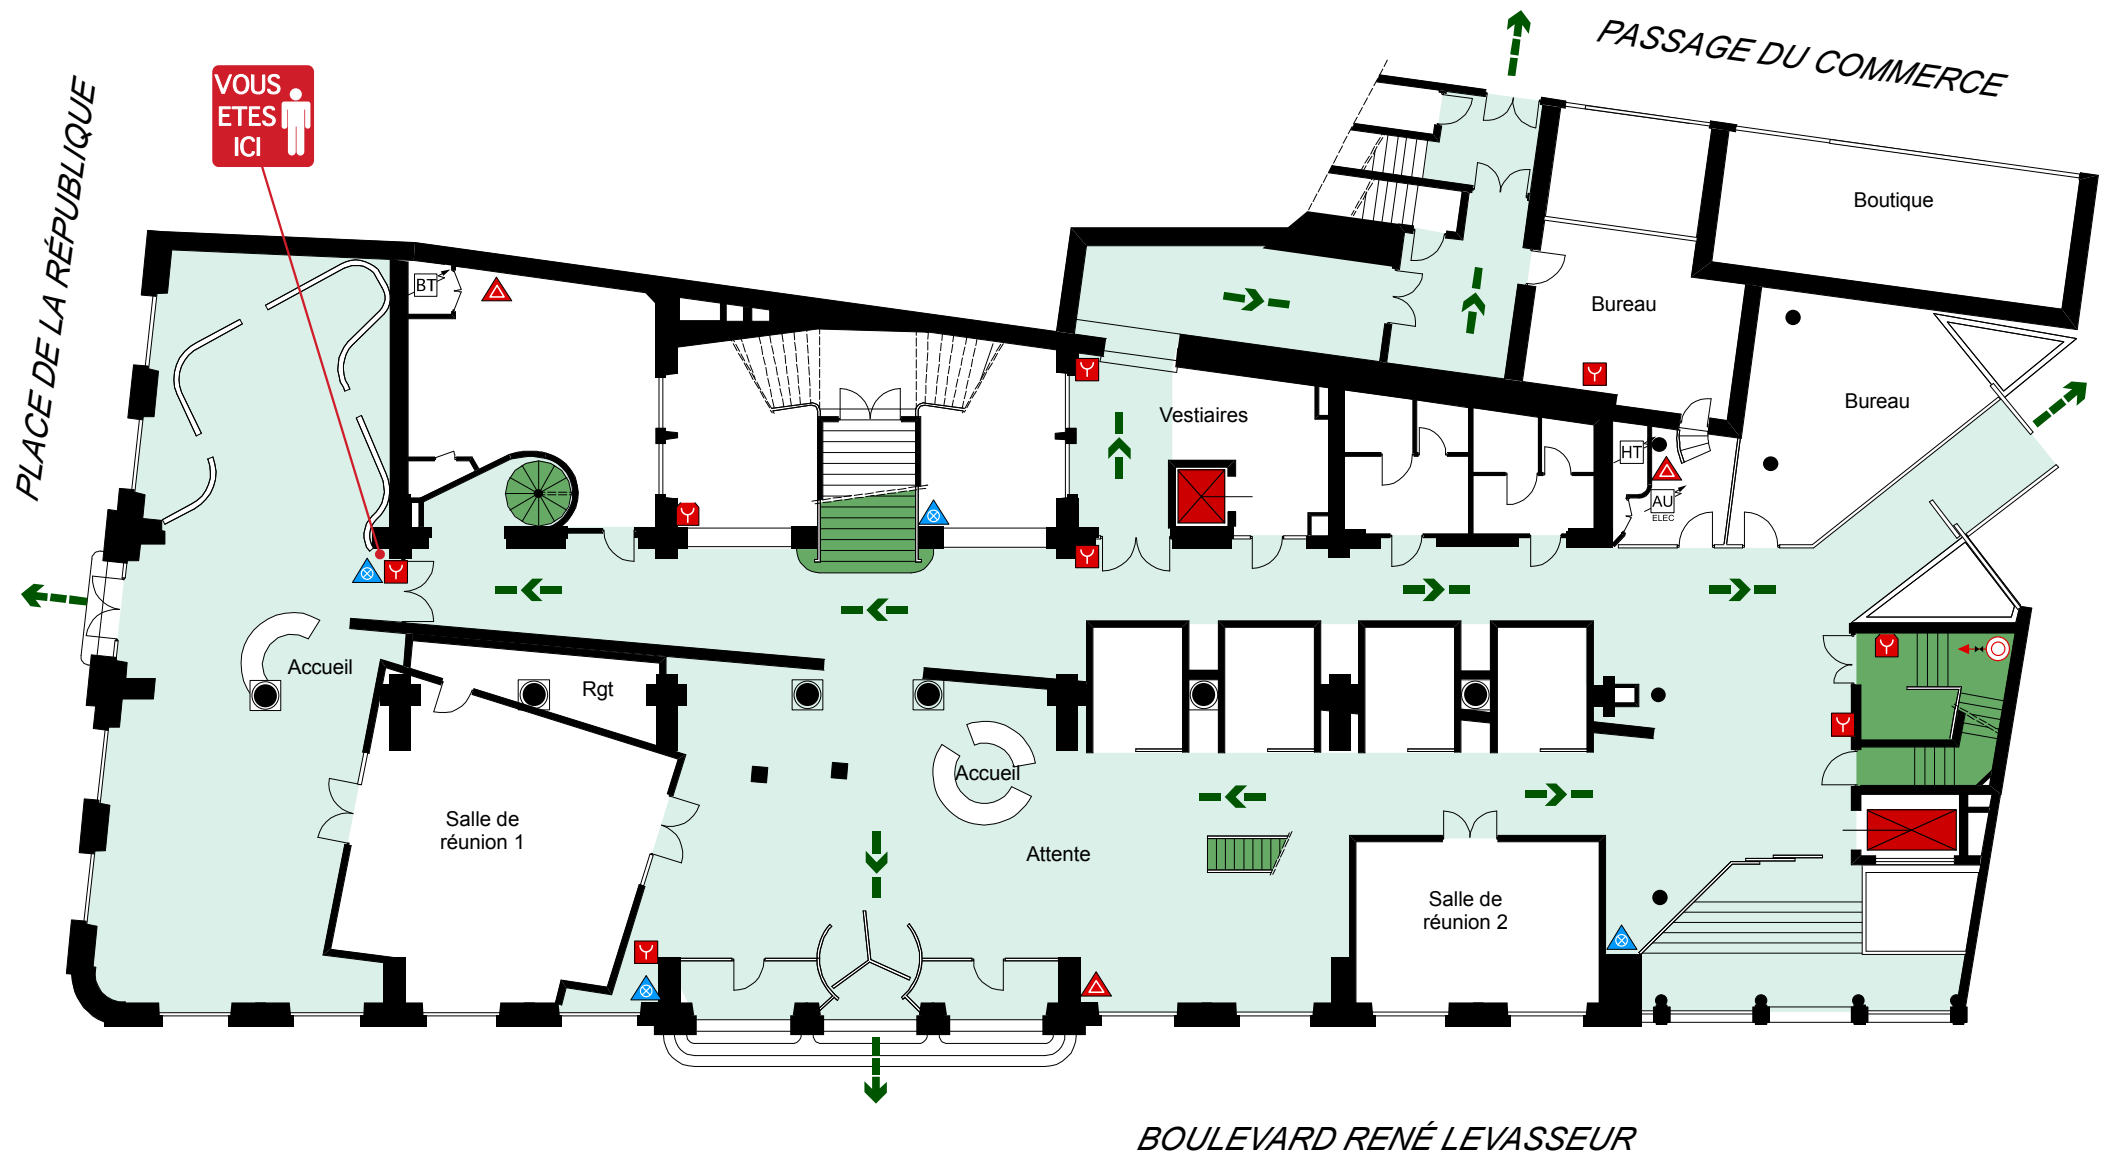 PASSAGE DU COMMERCE
PLACE DE LA RÉPUBLIQUE
VOUS
ETES
ICI
Boutique
BT
Bureau
Bureau
Vestiaires
HT
AU
ELEC
Accueil
Rgt
Accueil
Salle de
réunion 1
Attente
Salle de
réunion 2
BOULEVARD RENÉ LEVASSEUR